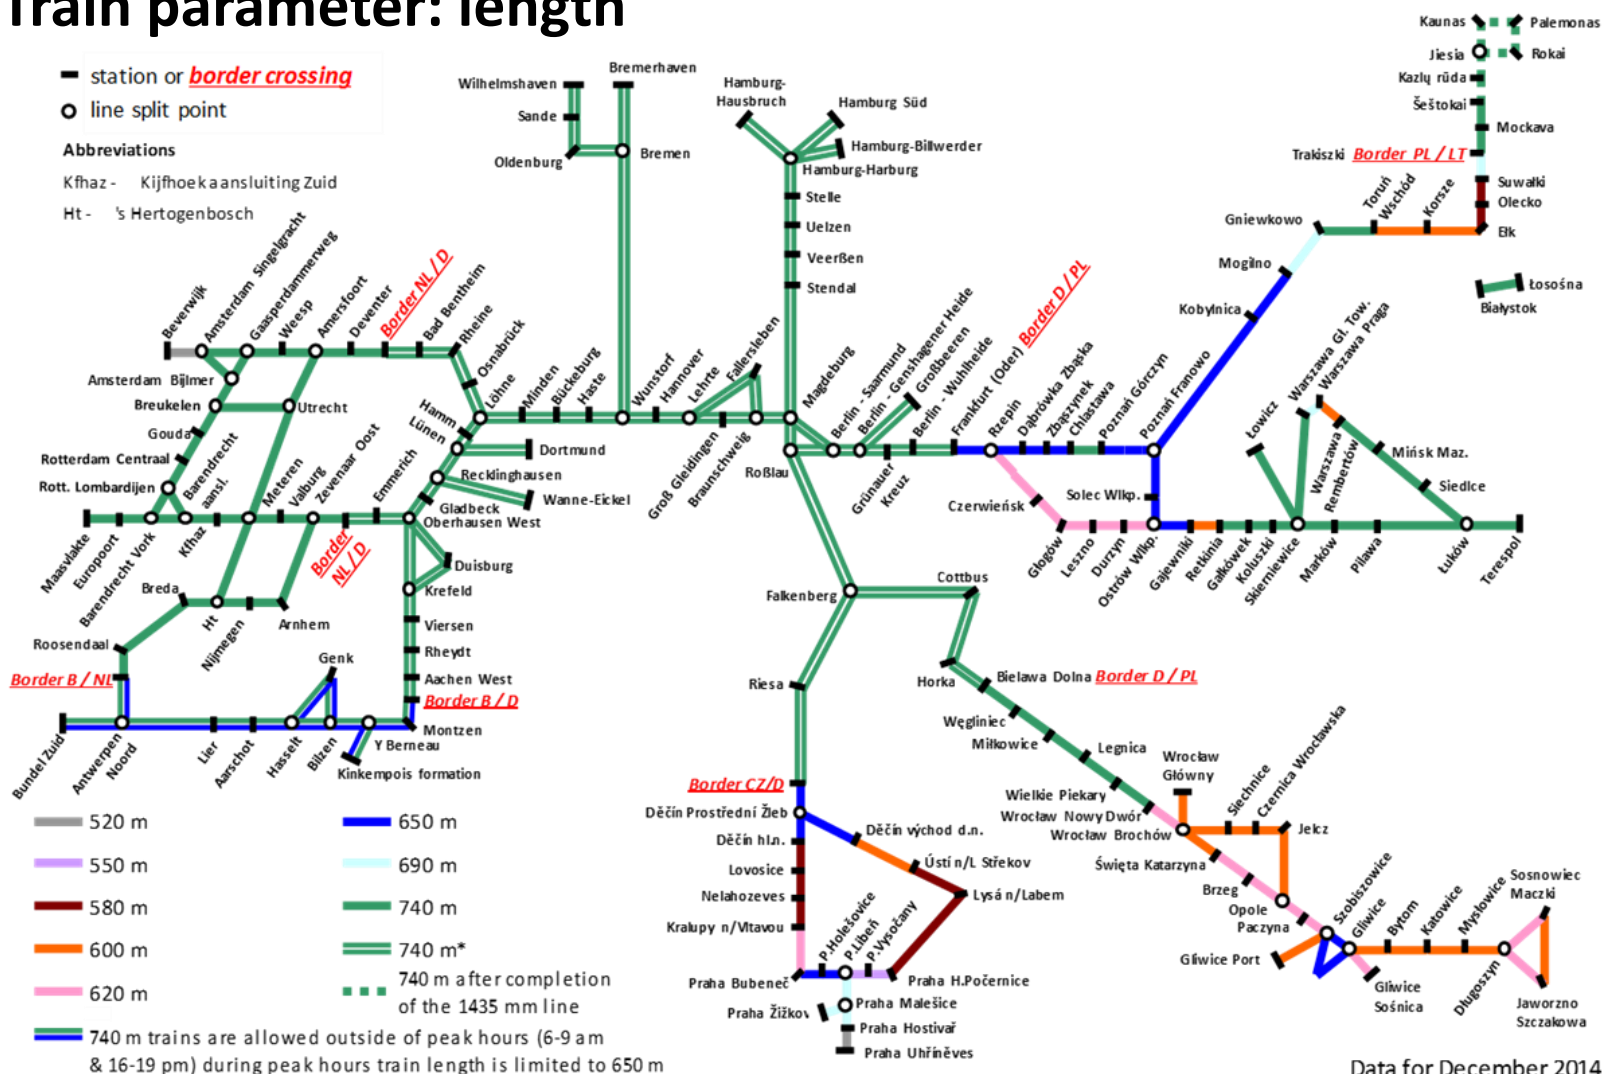 Train parameter: length
station or border crossing
line split point
Abbreviations
Kfhaz - Kijfhoekaansluiting Zuid
Ht - 's Hertogenbosch
Wilhelmshaven
Sande
Oldenburg
Bremerhaven
Bremen
Hamburg-
Hausbruch
Hamburg Süd
Hamburg-Billwerder
Hamburg-Harburg
Stelle
Uelzen
Veerßen
Stendal
Kaunas
Palemonas
Jiesia
Rokai
Kazlų rūda
Šeštokai
Mockava
Trakiszki Border PL / LT
Suwałki
Olecko
Ełk
Gniewkowo
Toruń
Wschód
Korsze
Mogilno
Kobylnica
Łosośna
Białystok
Beverwijk
Amsterdam Singelgracht
Gaasperdammerweg
Weesp
Amersfoort
Deventer
Border NL / D
Bad Bentheim
Rheine
Osnabrück
Löhne
Minden
Bückeburg
Haste
Wunstorf
Hannover
Lehrte
Fallersleben
Magdeburg
Berlin - Saarmund
Berlin - Genshagener Heide
Großbeeren
Berlin - Wuhlheide
Frankfurt (Oder)
Border D / PL
Rzepin
Dąbrówka Zbąska
Zbąszynek
Chlastawa
Poznań Górczyn
Poznań Franowo
Łowicz
Warszawa Gł. Tow.
Warszawa Praga
Amsterdam Bijlmer
Breukelen
Utrecht
Gouda
Rotterdam Centraal
Rott. Lombardijen
Barendrecht
aansl.
Meteren
Valburg
Zevenaar Oost
Emmerich
Hamm
Lünen
Dortmund
Recklinghausen
Wanne-Eickel
Gladbeck
Oberhausen West
Groß Gleidingen
Braunschweig
Roßlau
Grünauer
Kreuz
Czerwieńsk
Solec Wlkp.
Warszawa
Rembertów
Mińsk Maz.
Siedlce
Maasvlakte
Europoort
Barendrecht Vork
Kfhaz
Border
NL / D
Duisburg
Krefeld
Głogów
Leszno
Durzyn
Ostrów Wlkp.
Gajewniki
Retkinia
Gałkówek
Koluszki
Skierniewice
Marków
Pilawa
Łuków
Terespol
Breda
Ht
Nijmegen
Arnhem
Viersen
Rheydt
Aachen West
Border B / D
Montzen
Roosendaal
Border B / NL
Genk
Bundel Zuid
Antwerpen
Noord
Lier
Aarschot
Hasselt
Bilzen
Y Berneau
Kinkempois formation
Falkenberg
Cottbus
Riesa
Horka
Bielawa Dolna Border D / PL
Węgliniec
Miłkowice
Legnica
Wielkie Piekary
Wrocław Nowy Dwór
Wrocław Brochów
Wrocław
Główny
Siechnice
Czernica Wrocławska
Jelcz
Święta Katarzyna
Brzeg
Opole
Paczyna
Szobiszowice
Gliwice
Bytom
Katowice
Mysłowice
Sosnowiec
Maczki
Gliwice Port
Gliwice
Sośnica
Długoszyn
Jaworzno
Szczakowa
Border CZ/D
Děčín Prostřední Žleb
Děčín východ d.n.
Děčín hl.n.
Ústí n/L Střekov
Lovosice
Nelahozeves
Lysá n/Labem
Kralupy n/Vltavou
P.Holešovice
P.Libeň
P.Vysočany
Praha Bubeneč
Praha H.Počernice
Praha Žižkov
Praha Malešice
Praha Hostivař
Praha Uhříněves
520 m
650 m
550 m
690 m
580 m
740 m
600 m
740 m*
620 m
740 m after completion
of the 1435 mm line
740 m trains are allowed outside of peak hours (6-9 am
& 16-19 pm) during peak hours train length is limited to 650 m
Data for December 2014